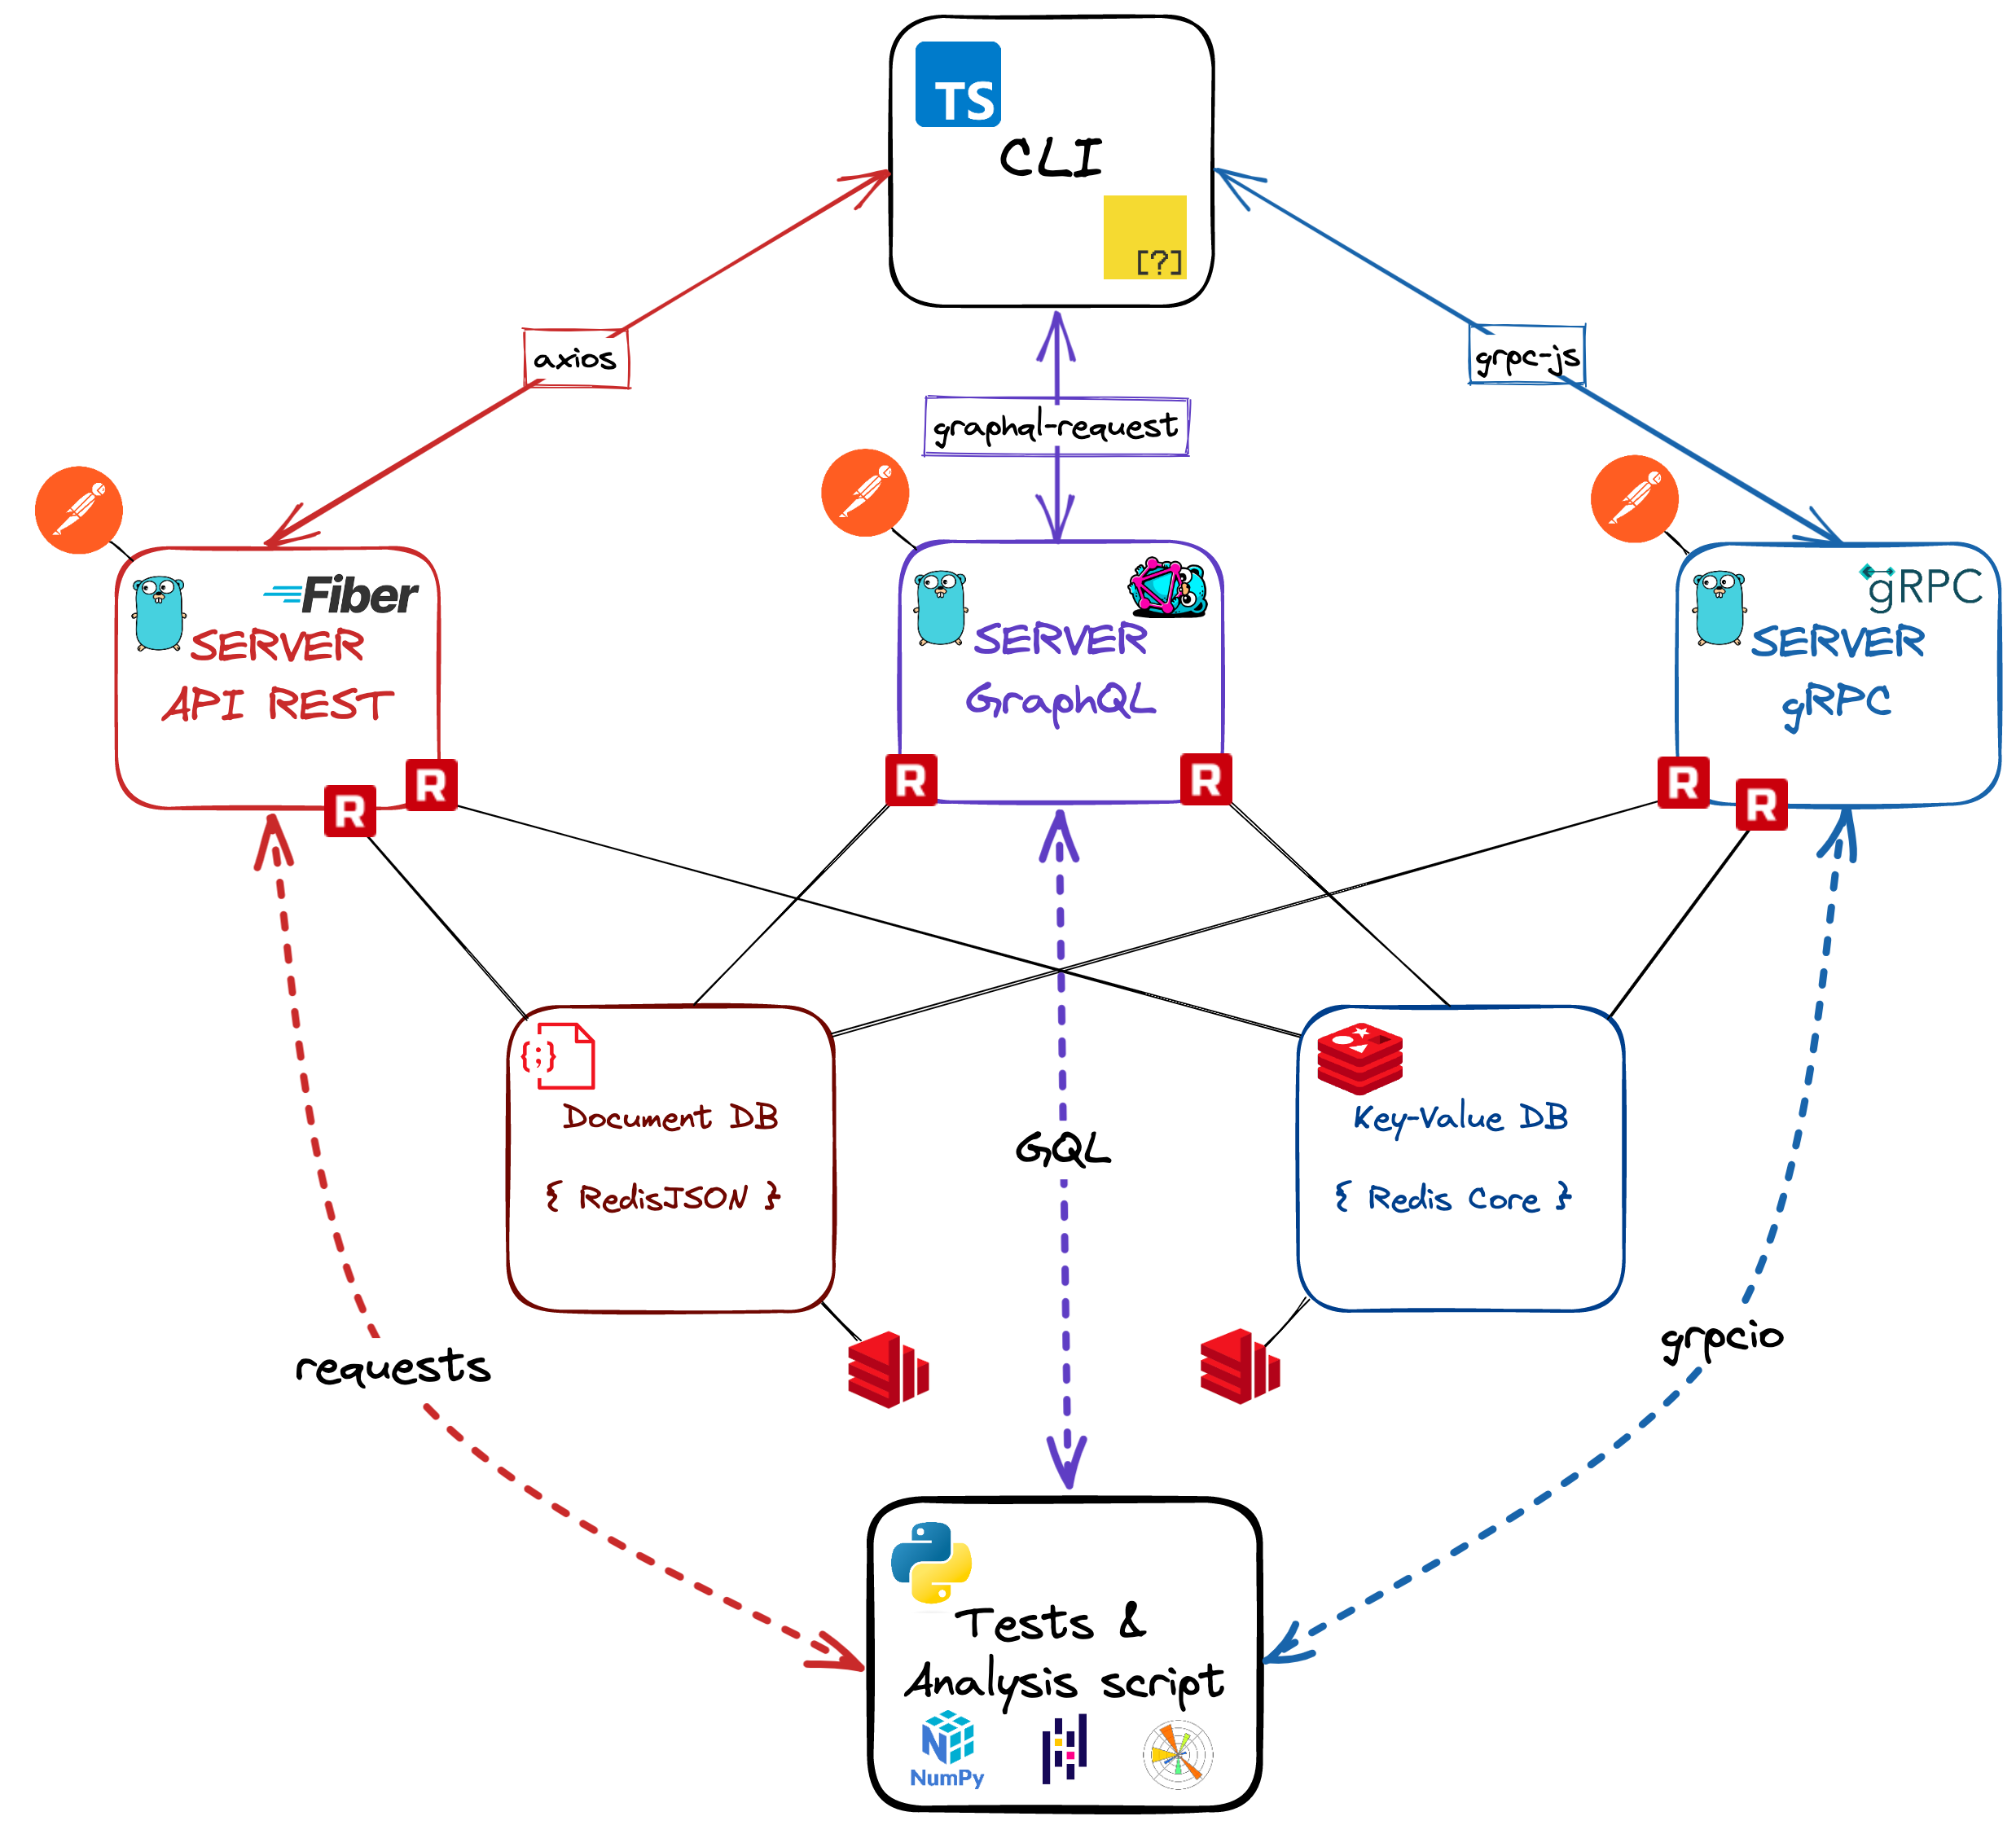 TS
CLI
[?]
axios
graphql-request
grpc-js
Fiber
SERVER
API REST
SERVER
GraphQL
gRPC
SERVER
gRPC
R
R
R
R
R
R
{;}
Document DB
{ RedisJSON }
Key-Value DB
{ Redis Core }
GQL
requests
grpcio
Tests &
Analysis script
NumPy